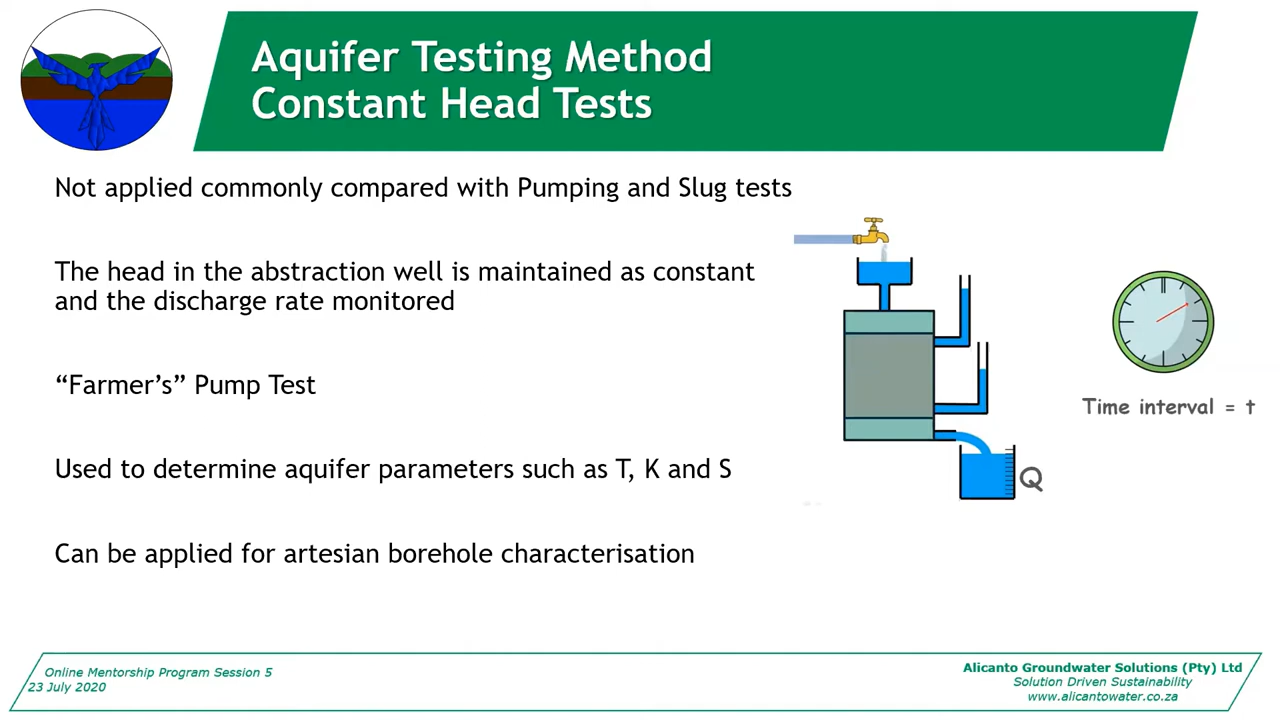 Aquifer Testing Method
Constant Head Tests
Not applied commonly compared with Pumping and Slug tests
The head in the abstraction well is maintained as constant
and the discharge rate monitored
“Farmer’s” Pump Test
Used to determine aquifer parameters such as T, K and S
Can be applied for artesian borehole characterisation
Q
Time interval = t
Online Mentorship Program Session 5
23 July 2020
Alicanto Groundwater Solutions (Pty) Ltd
Solution Driven Sustainability
www.alicantowater.co.za